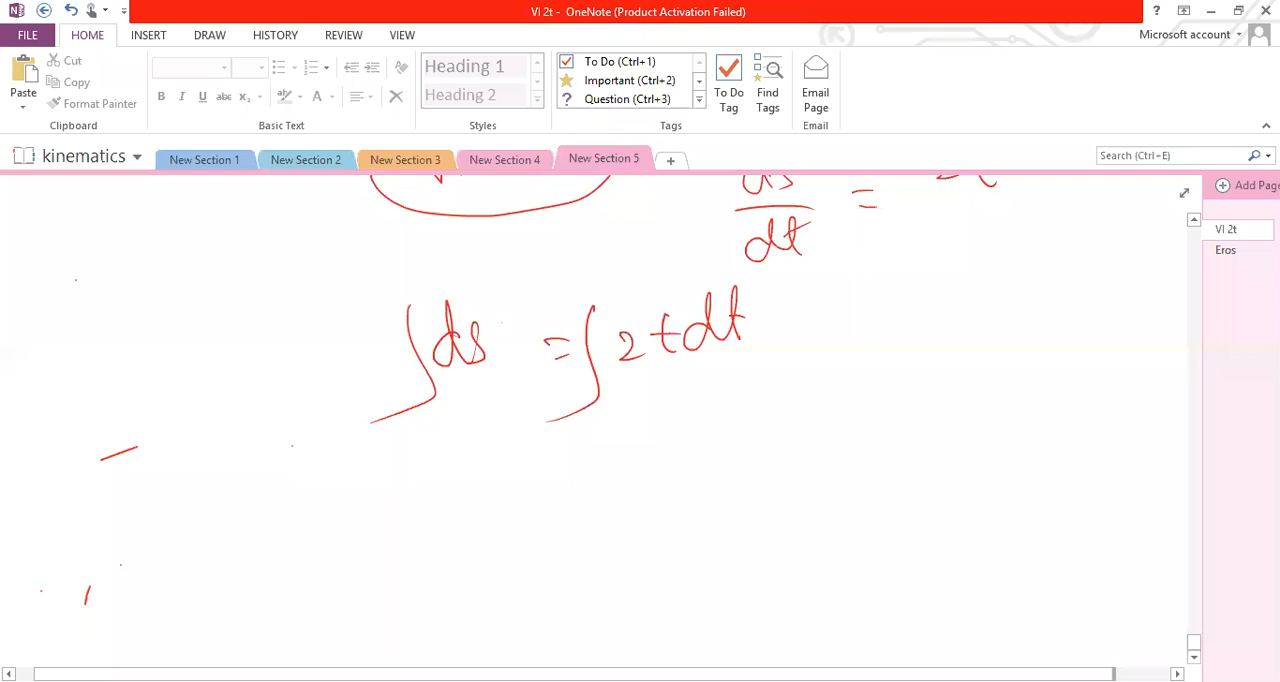 VI 2t - OneNote (Product Activation Failed)
FILE HOME INSERT DRAW HISTORY REVIEW VIEW Microsoft account
Paste
Cut
Copy
Format Painter
Clipboard
B I U abc X₂ A
Basic Text
Heading 1
Heading 2
Styles
To Do (Ctrl+1)
Important (Ctrl+2)
Question (Ctrl+3)
Tags
To Do Tag
Find Tags
Email Page
Email
kinematics New Section 1 New Section 2 New Section 3 New Section 4 New Section 5 Search (Ctrl+E)
Add Page
VI 2t
Eros
ds/dt =
∫ds = ∫2tdt